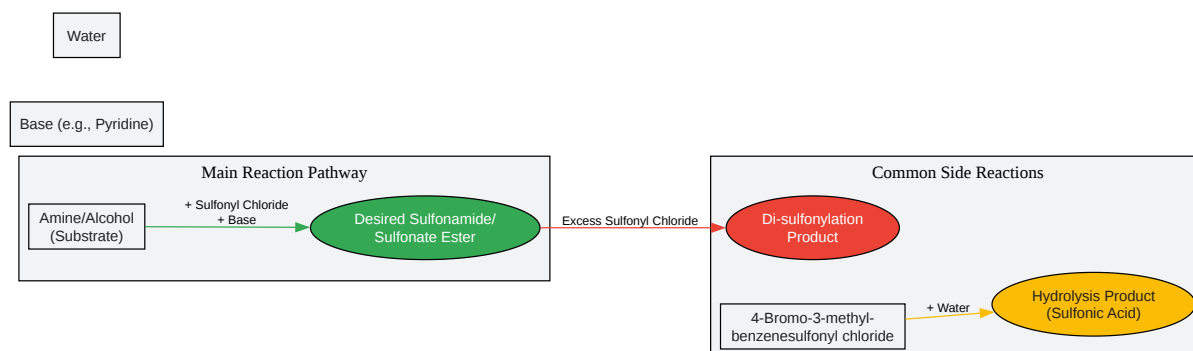 Water
Base (e.g., Pyridine)
Main Reaction Pathway
Amine/Alcohol
(Substrate)
+ Sulfonyl Chloride
+ Base
Desired Sulfonamide/
Sulfonate Ester
Excess Sulfonyl Chloride
Common Side Reactions
Di-sulfonylation
Product
4-Bromo-3-methyl-
benzenesulfonyl chloride
+ Water
Hydrolysis Product
(Sulfonic Acid)